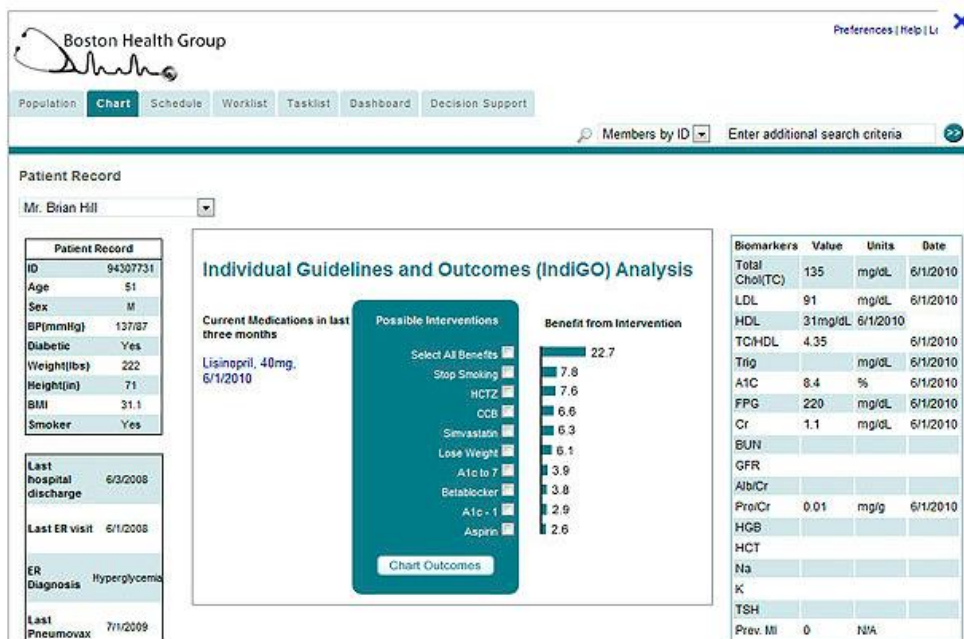 Boston Health Group
Preferences | Help |
Population Chart Schedule Worklist Tasklist Dashboard Decision Support
Members by ID Enter additional search criteria
Patient Record
Mr. Brian Hill
Patient Record
ID 94307731
Age 51
Sex M
BP(mmHg) 137/87
Diabetic Yes
Weight(lbs) 222
Height(in) 71
BMI 31.1
Smoker Yes
Last
hospital
discharge 6/3/2008
Last ER visit 6/1/2008
ER
Diagnosis Hyperglycemia
Last
Pneumovax 7/1/2009
Individual Guidelines and Outcomes (IndiGO) Analysis
Current Medications in last
three months
Lisinopril, 40mg,
6/1/2010
Possible Interventions Benefit from Intervention
Select All Benefits 22.7
Stop Smoking 7.8
HCTZ 7.6
CCB 6.6
Simvastatin 6.3
Lose Weight 6.1
A1c to 7 3.9
Betablocker 3.8
A1c - 1 2.9
Aspirin 2.6
Chart Outcomes
Biomarkers Value Units Date
Total
Chol(TC) 135 mg/dL 6/1/2010
LDL 91 mg/dL 6/1/2010
HDL 31mg/dL 6/1/2010
TC/HDL 4.35 6/1/2010
Trig mg/dL 6/1/2010
A1C 8.4 % 6/1/2010
FPG 220 mg/dL 6/1/2010
Cr 1.1 mg/dL 6/1/2010
BUN
GFR
Alb/Cr
Pro/Cr 0.01 mg/g 6/1/2010
HGB
HCT
Na
K
TSH
Prev. MI 0 N/A